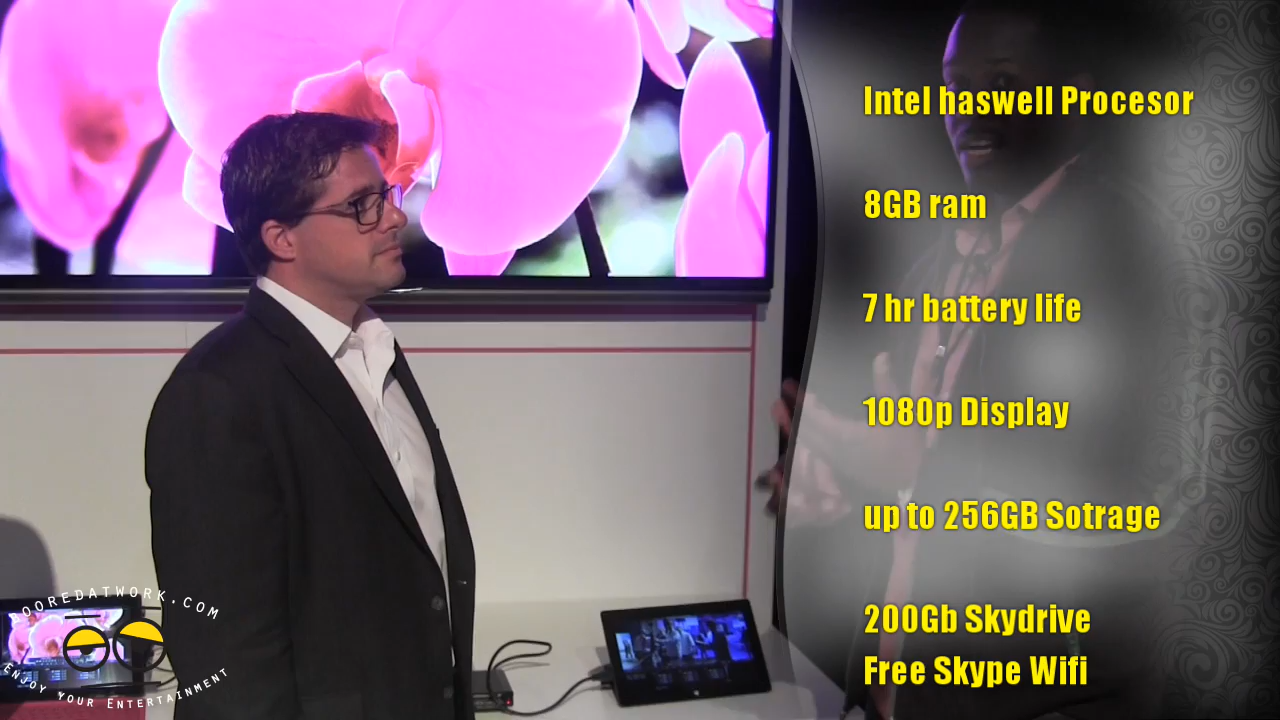 Intel haswell Procesor
8GB ram
7 hr battery life
1080p Display
up to 256GB Sotrage
200Gb Skydrive
Free Skype Wifi
BOOREDATWORK.COM
ENJOY YOUR ENTERTAINMENT